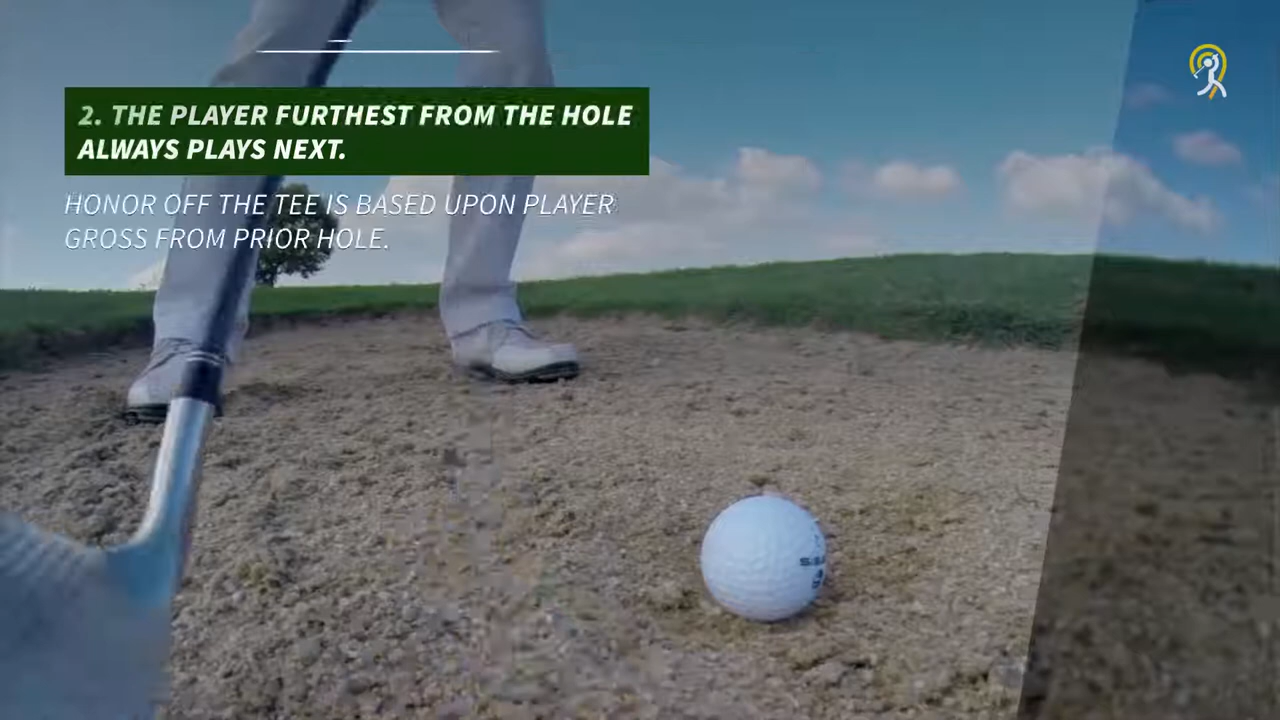 2. THE PLAYER FURTHEST FROM THE HOLE
ALWAYS PLAYS NEXT.
HONOR OFF THE TEE IS BASED UPON PLAYER
GROSS FROM PRIOR HOLE.